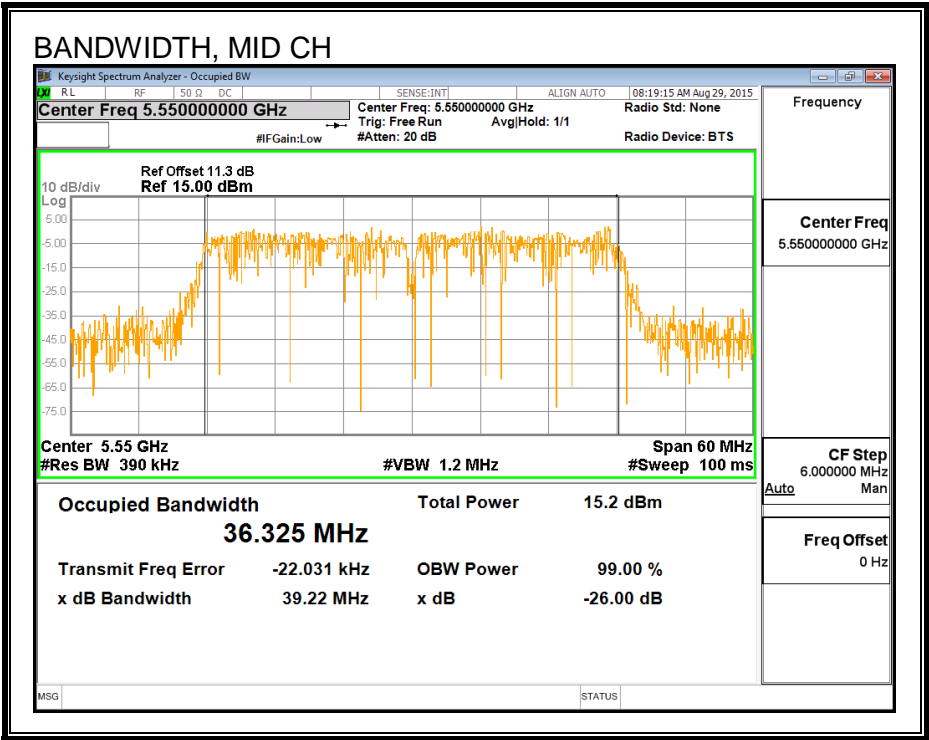 BANDWIDTH, MID CH
Keysight Spectrum Analyzer - Occupied BW
LXI RL RF 50 Ω DC SENSE:INT ALIGN AUTO 08:19:15 AM Aug 29, 2015
Center Freq 5.550000000 GHz
Center Freq: 5.550000000 GHz Radio Std: None
Trig: Free Run Avg|Hold: 1/1
#IFGain:Low #Atten: 20 dB Radio Device: BTS
Ref Offset 11.3 dB
10 dB/div Ref 15.00 dBm
Log
5.00
-5.00
-15.0
-25.0
-35.0
-45.0
-55.0
-65.0
-75.0
Center 5.55 GHz Span 60 MHz
#Res BW 390 kHz #VBW 1.2 MHz #Sweep 100 ms
Occupied Bandwidth Total Power 15.2 dBm
36.325 MHz
Transmit Freq Error -22.031 kHz OBW Power 99.00 %
x dB Bandwidth 39.22 MHz x dB -26.00 dB
MSG STATUS
Frequency
Center Freq
5.550000000 GHz
CF Step
6.000000 MHz
Auto Man
Freq Offset
0 Hz